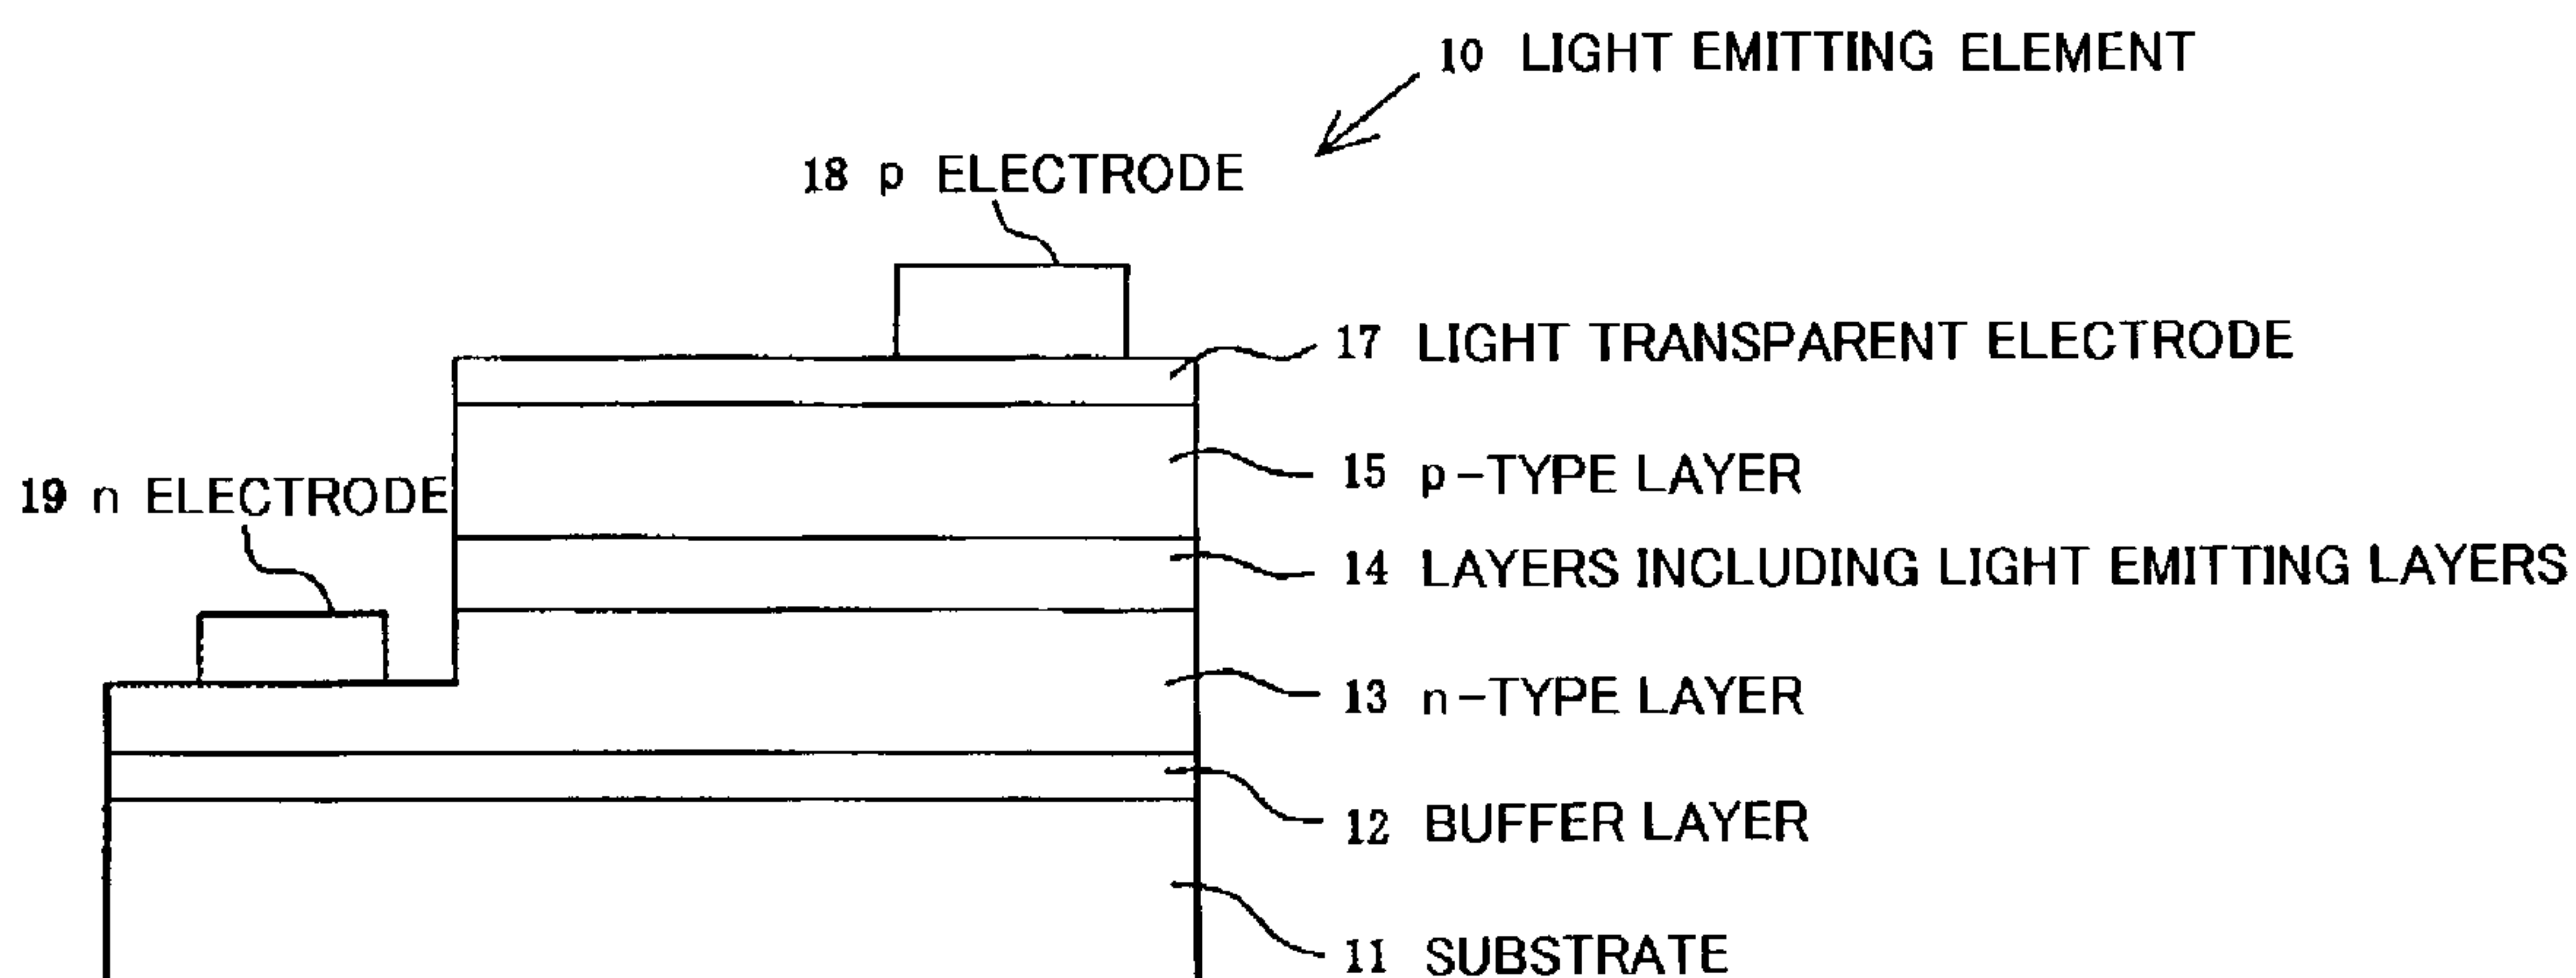 10 LIGHT EMITTING ELEMENT
18 p ELECTRODE
17 LIGHT TRANSPARENT ELECTRODE
15 p-TYPE LAYER
19 n ELECTRODE
14 LAYERS INCLUDING LIGHT EMITTING LAYERS
13 n-TYPE LAYER
12 BUFFER LAYER
11 SUBSTRATE